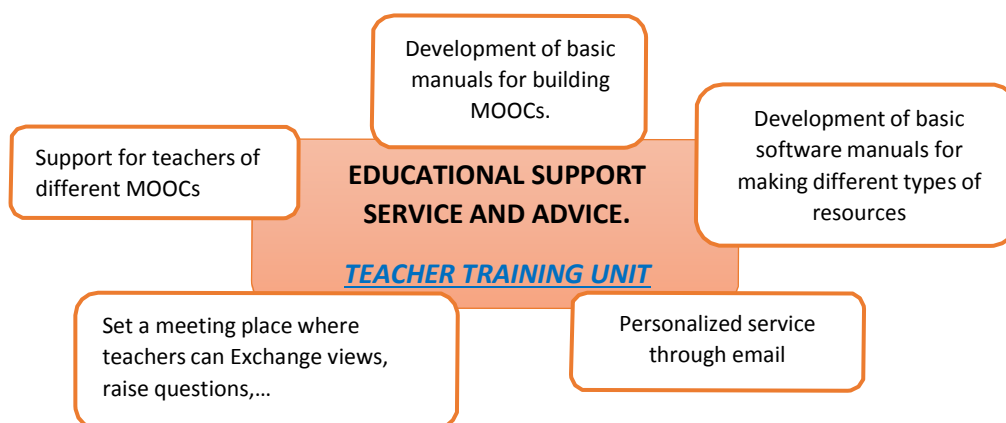 Development of basic
manuals for building
MOOCs.
Support for teachers of
different MOOCs
Development of basic
software manuals for
making different types of
resources
EDUCATIONAL SUPPORT
SERVICE AND ADVICE.
TEACHER TRAINING UNIT
Set a meeting place where
teachers can Exchange views,
raise questions,…
Personalized service
through email